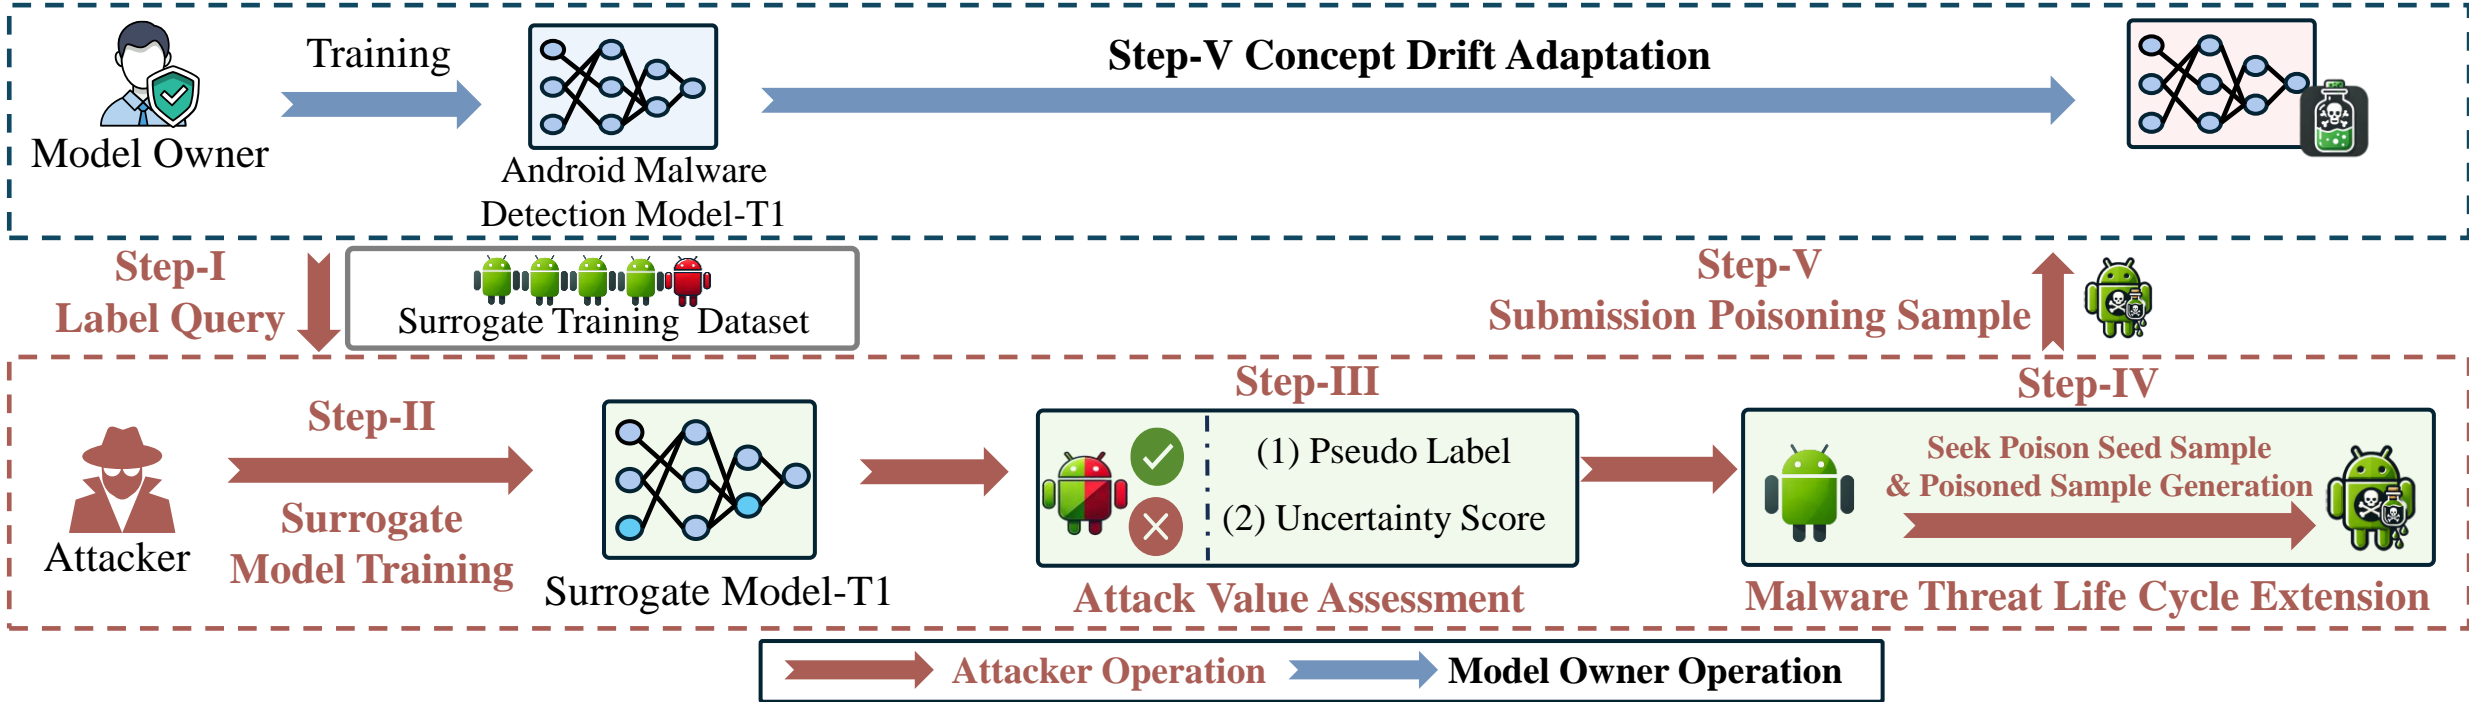 Model Owner
Training
Android Malware
Detection Model-T1
Step-V Concept Drift Adaptation
Step-I
Label Query
Surrogate Training Dataset
Step-V
Submission Poisoning Sample
Attacker
Step-II
Surrogate
Model Training
Surrogate Model-T1
Step-III
(1) Pseudo Label
(2) Uncertainty Score
Attack Value Assessment
Step-IV
Seek Poison Seed Sample
& Poisoned Sample Generation
Malware Threat Life Cycle Extension
Attacker Operation
Model Owner Operation